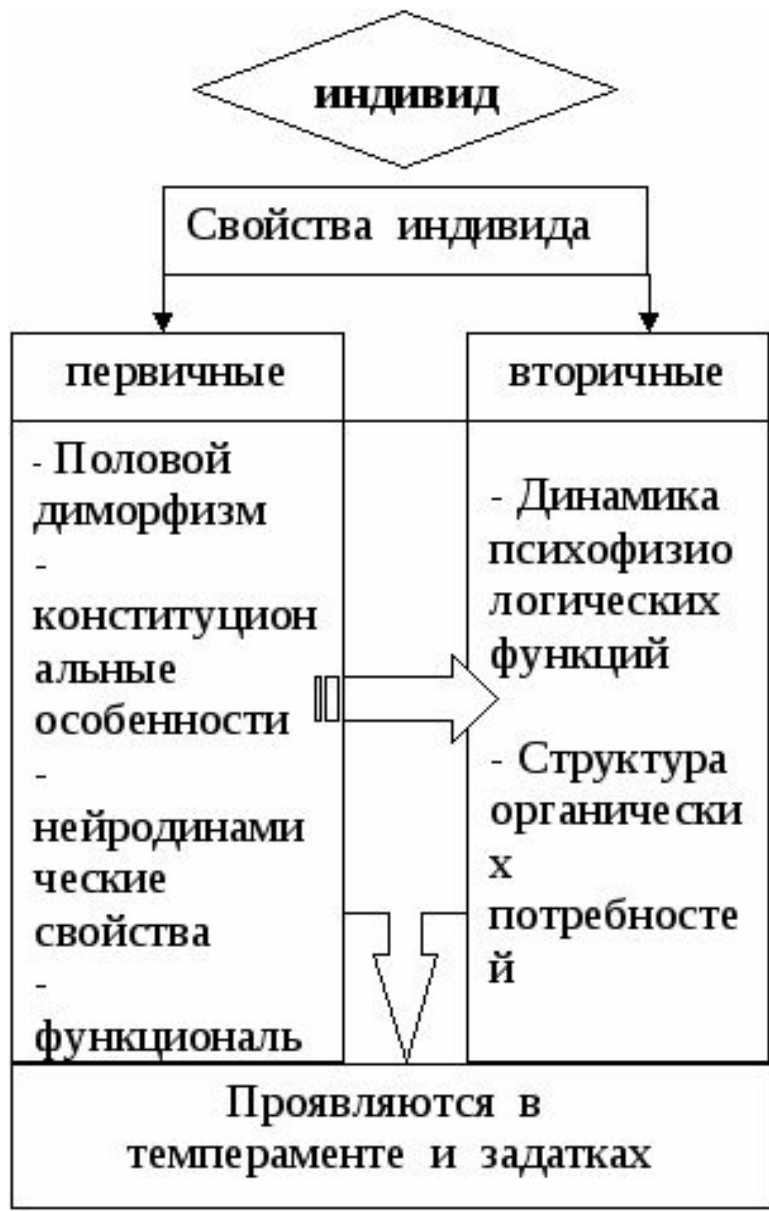 индивид
Свойства индивида
первичные
- Половой
диморфизм
-
конституцион
альные
особенности
-
нейродинами
ческие
свойства
-
функциональ
вторичные
- Динамика
психофизио
логических
функций
- Структура
органически
х
потребносте
й
Проявляются в
темпераменте и задатках